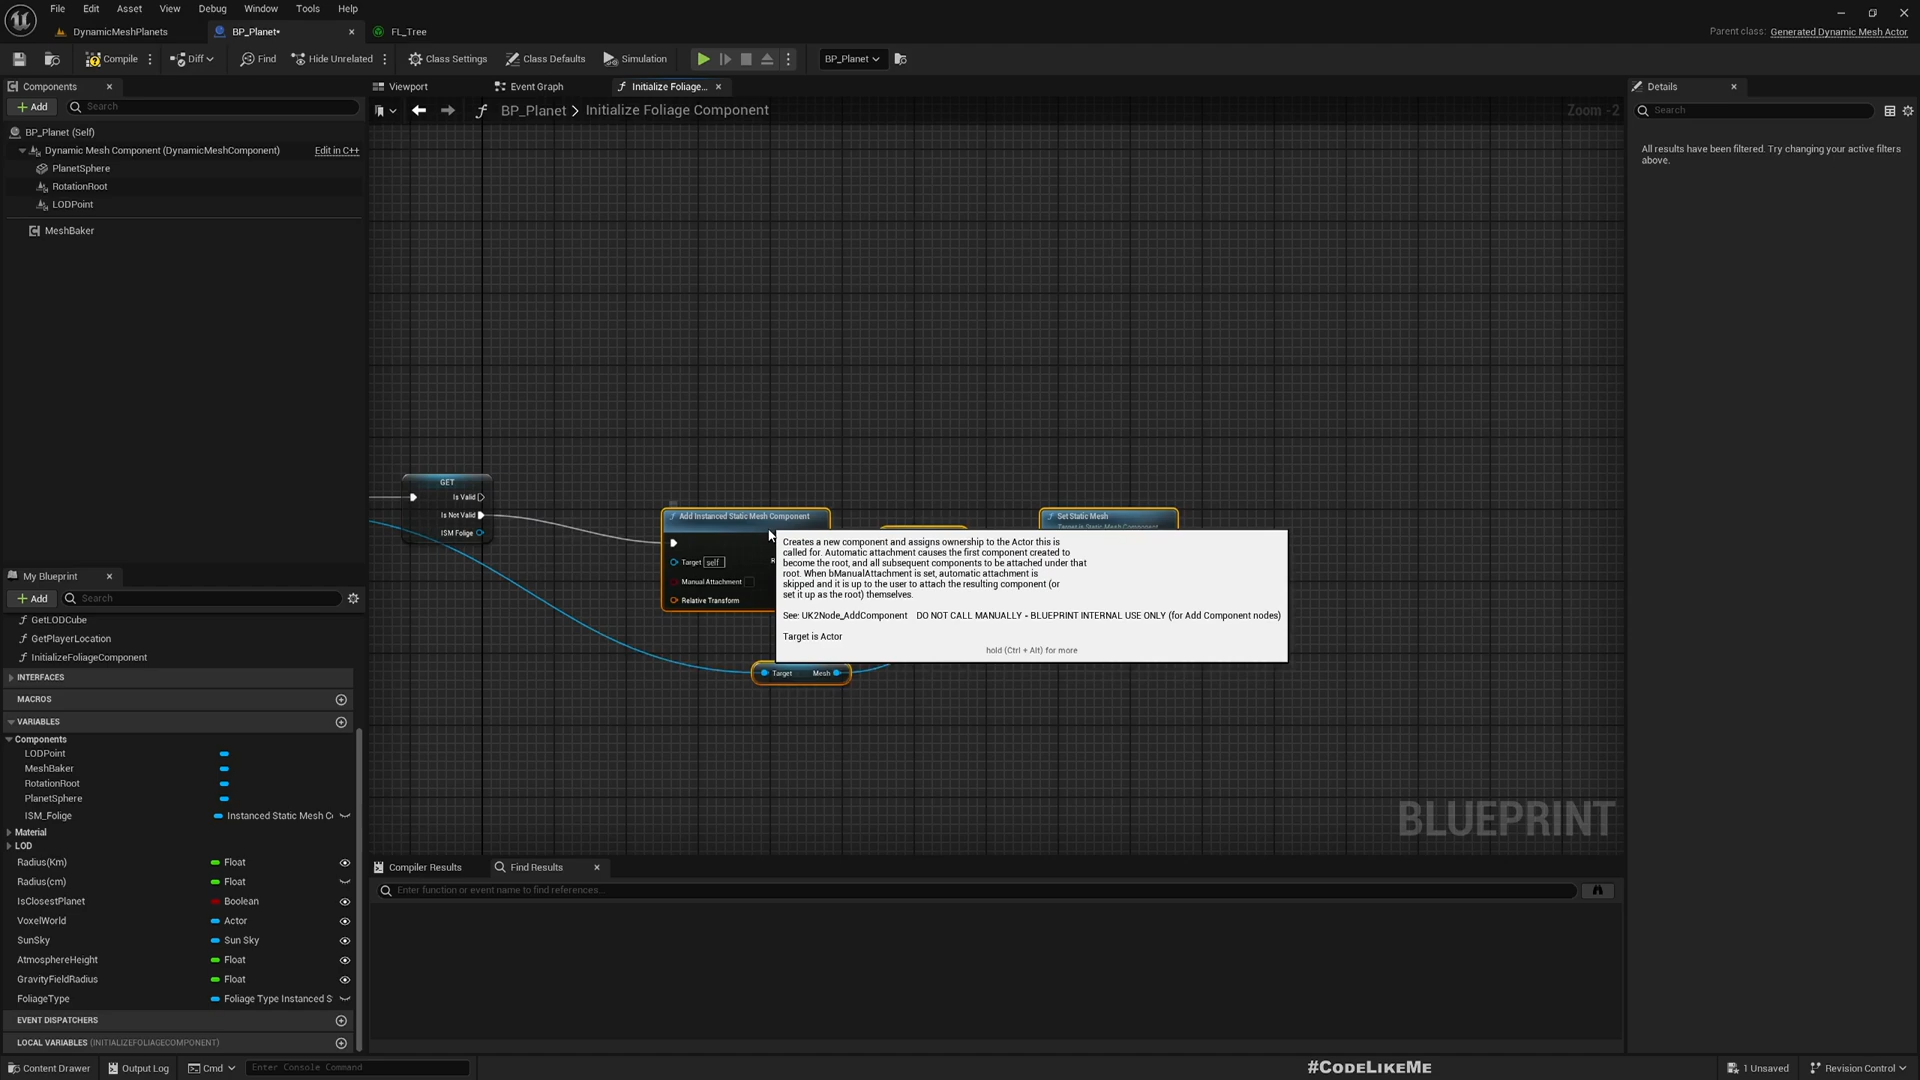 File Edit Asset View Debug Window Tools Help
DynamicMeshPlanets
BP_Planet•
FL_Tree
Parent class: Generated Dynamic Mesh Actor
Compile
Diff
Find
Hide Unrelated
Class Settings
Class Defaults
Simulation
BP_Planet
Components
Add
Search
BP_Planet (Self)
Dynamic Mesh Component (DynamicMeshComponent)
Edit in C++
PlanetSphere
RotationRoot
LODPoint
MeshBaker
Viewport
Event Graph
Initialize Foliage...
BP_Planet > Initialize Foliage Component
Zoom -2
GET
Is Valid
Is Not Valid
ISM Folige
Add Instanced Static Mesh Component
Target self
Manual Attachment
Relative Transform
Set Static Mesh
Target is Static Mesh Component
Creates a new component and assigns ownership to the Actor this is
called for. Automatic attachment causes the first component created to
become the root, and all subsequent components to be attached under that
root. When bManualAttachment is set, automatic attachment is
skipped and it is up to the user to attach the resulting component (or
set it up as the root) themselves.
See: UK2Node_AddComponent DO NOT CALL MANUALLY - BLUEPRINT INTERNAL USE ONLY (for Add Component nodes)
Target is Actor
hold (Ctrl + Alt) for more
Target Mesh
BLUEPRINT
Details
Search
All results have been filtered. Try changing your active filters
above.
My Blueprint
Add
Search
GetLODCube
GetPlayerLocation
InitializeFoliageComponent
INTERFACES
MACROS
VARIABLES
Components
LODPoint
MeshBaker
RotationRoot
PlanetSphere
ISM_Folige Instanced Static Mesh C
Material
LOD
Radius(Km) Float
Radius(cm) Float
IsClosestPlanet Boolean
VoxelWorld Actor
SunSky Sun Sky
AtmosphereHeight Float
GravityFieldRadius Float
FoliageType Foliage Type Instanced S
EVENT DISPATCHERS
LOCAL VARIABLES (INITIALIZEFOLIAGECOMPONENT)
Compiler Results
Find Results
Enter function or event name to find references...
Content Drawer
Output Log
Cmd
Enter Console Command
#CODELIKEME
1 Unsaved
Revision Control